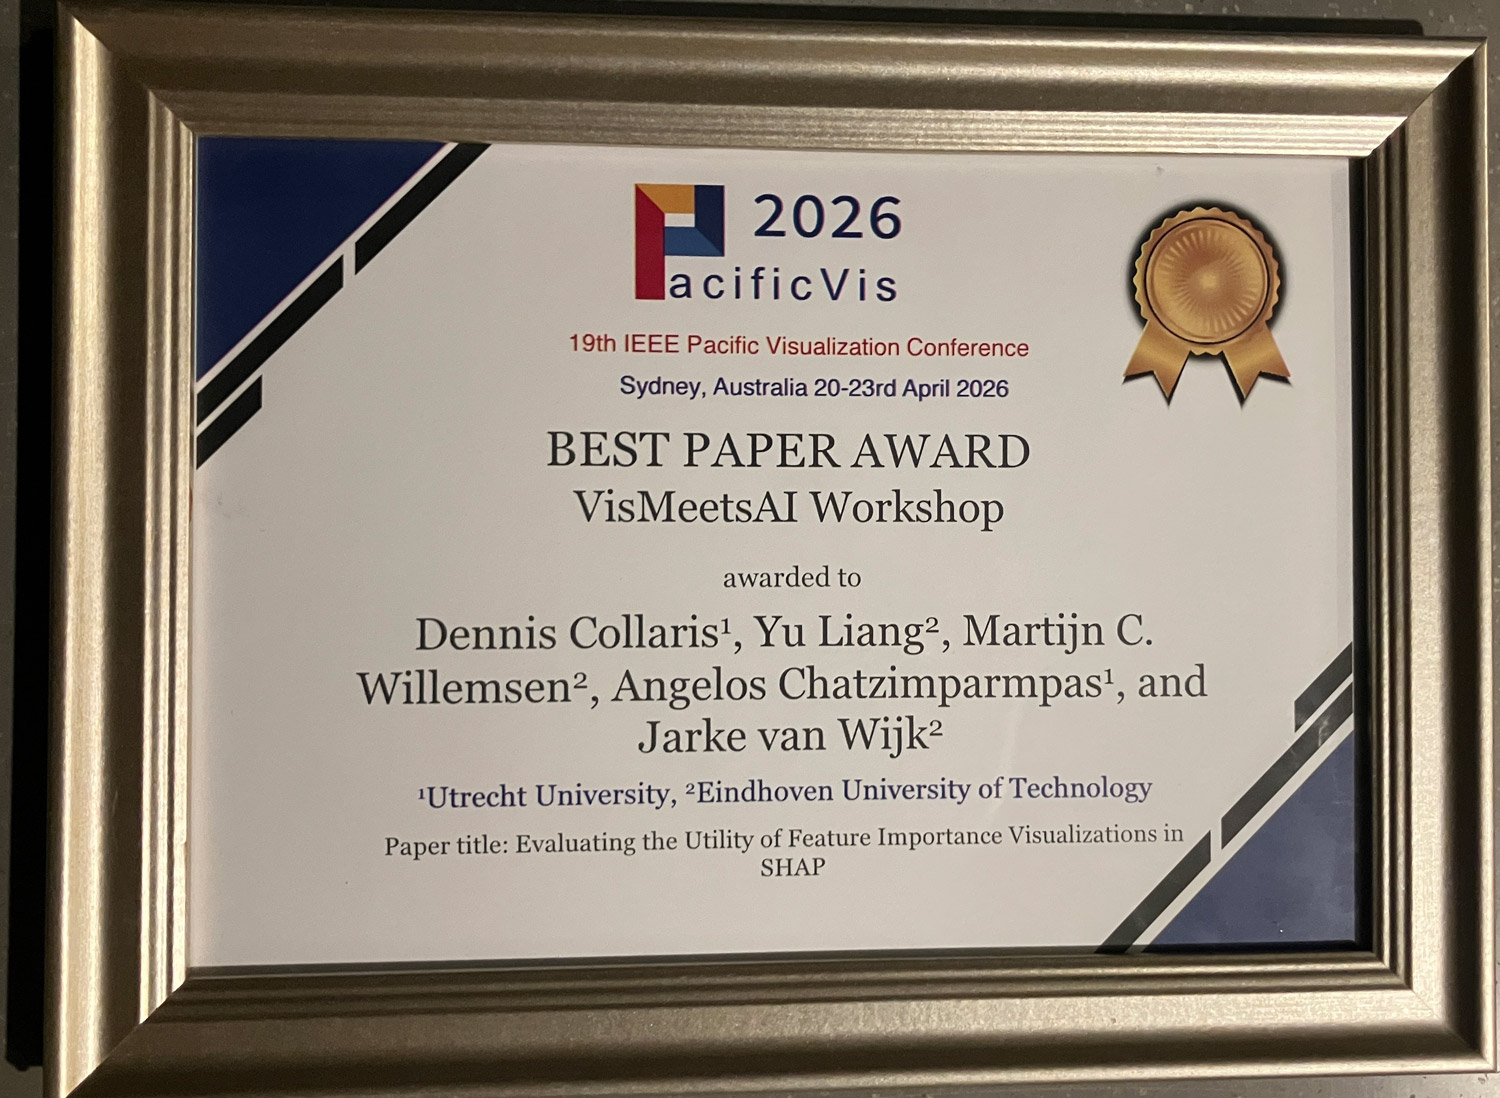 2026
PacificVis
19th IEEE Pacific Visualization Conference
Sydney, Australia 20-23rd April 2026
BEST PAPER AWARD
VisMeetsAI Workshop
awarded to
Dennis Collaris¹, Yu Liang², Martijn C.
Willemsen², Angelos Chatzimparmpas¹, and
Jarke van Wijk²
¹Utrecht University, ²Eindhoven University of Technology
Paper title: Evaluating the Utility of Feature Importance Visualizations in
SHAP